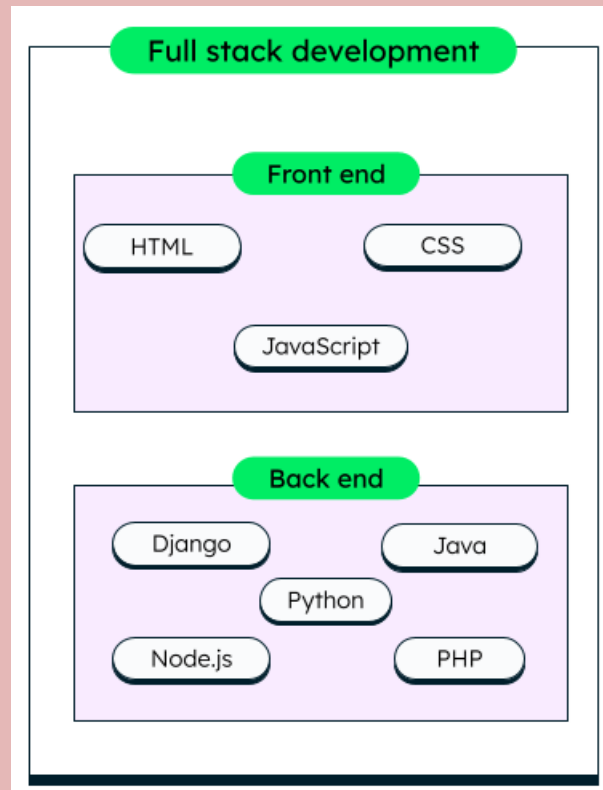 Full stack development
Front end
HTML
CSS
JavaScript
Back end
Django
Java
Python
Node.js
PHP